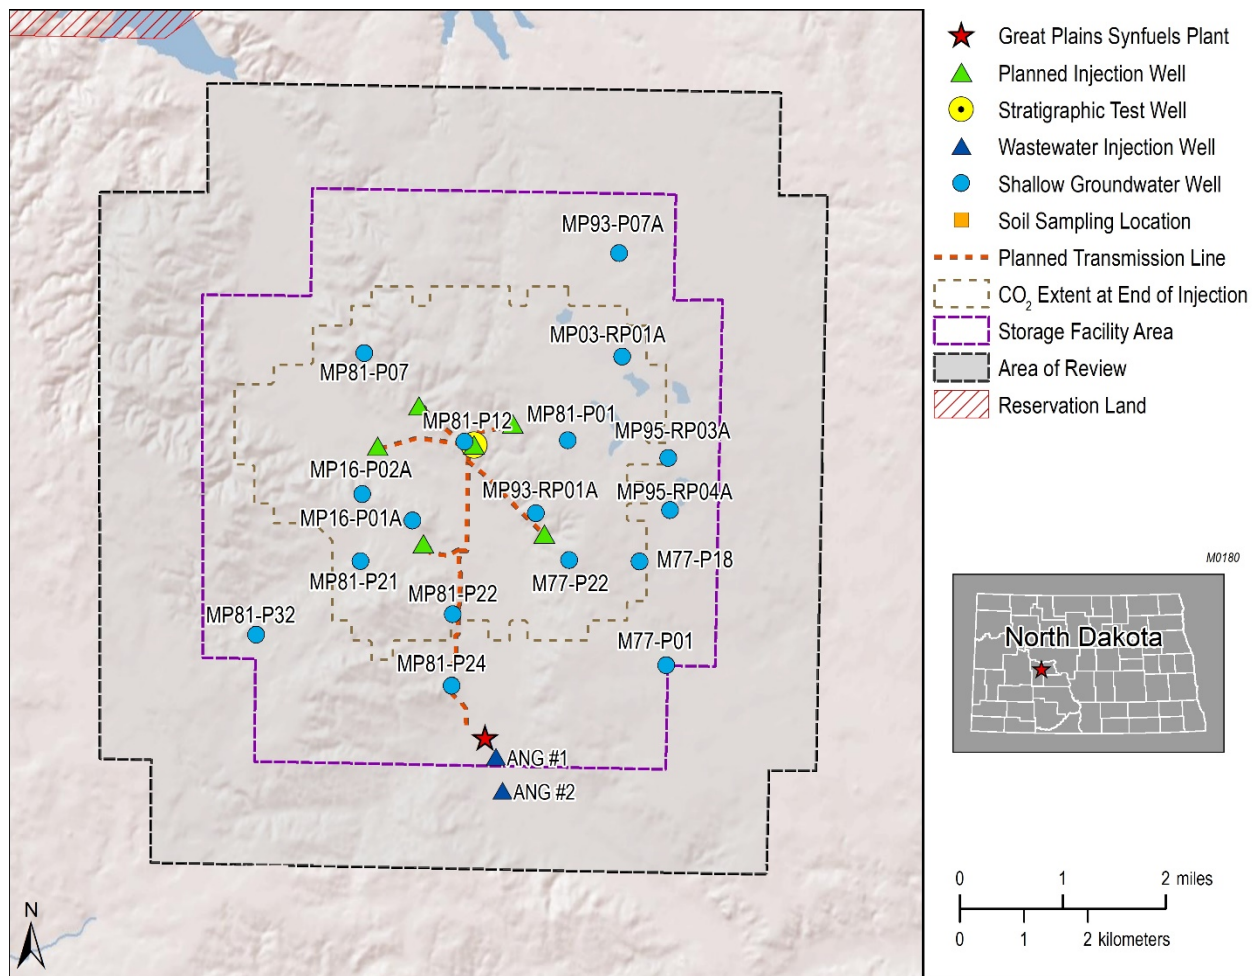 MP93-P07A
MP03-RP01A
MP81-P07
MP81-P12
MP81-P01
MP95-RP03A
MP16-P02A
MP93-RP01A
MP95-RP04A
MP16-P01A
MP81-P21
M77-P22
M77-P18
MP81-P22
MP81-P32
MP81-P24
M77-P01
ANG #1
ANG #2
N
Great Plains Synfuels Plant
Planned Injection Well
Stratigraphic Test Well
Wastewater Injection Well
Shallow Groundwater Well
Soil Sampling Location
Planned Transmission Line
CO₂ Extent at End of Injection
Storage Facility Area
Area of Review
Reservation Land
M0180
North Dakota
0 1 2 miles
0 1 2 kilometers